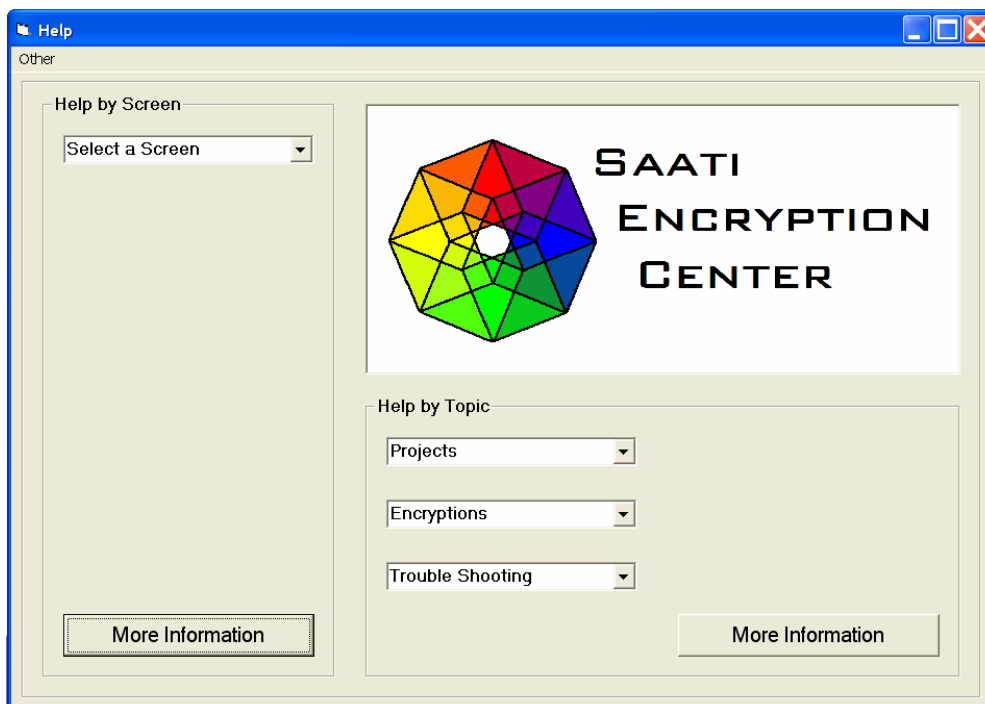 Help
Other
Help by Screen
Select a Screen
More Information
SAATI
ENCRYPTION
CENTER
Help by Topic
Projects
Encryptions
Trouble Shooting
More Information